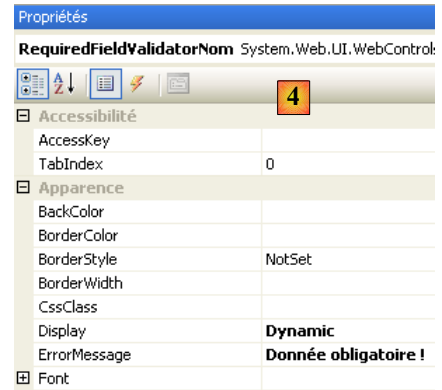 Propriétés
RequiredFieldValidatorNom System.Web.UI.WebControls
4
Accessibilité
AccessKey
TabIndex 0
Apparence
BackColor
BorderColor
BorderStyle NotSet
BorderWidth
CssClass
Display Dynamic
ErrorMessage Donnée obligatoire !
Font